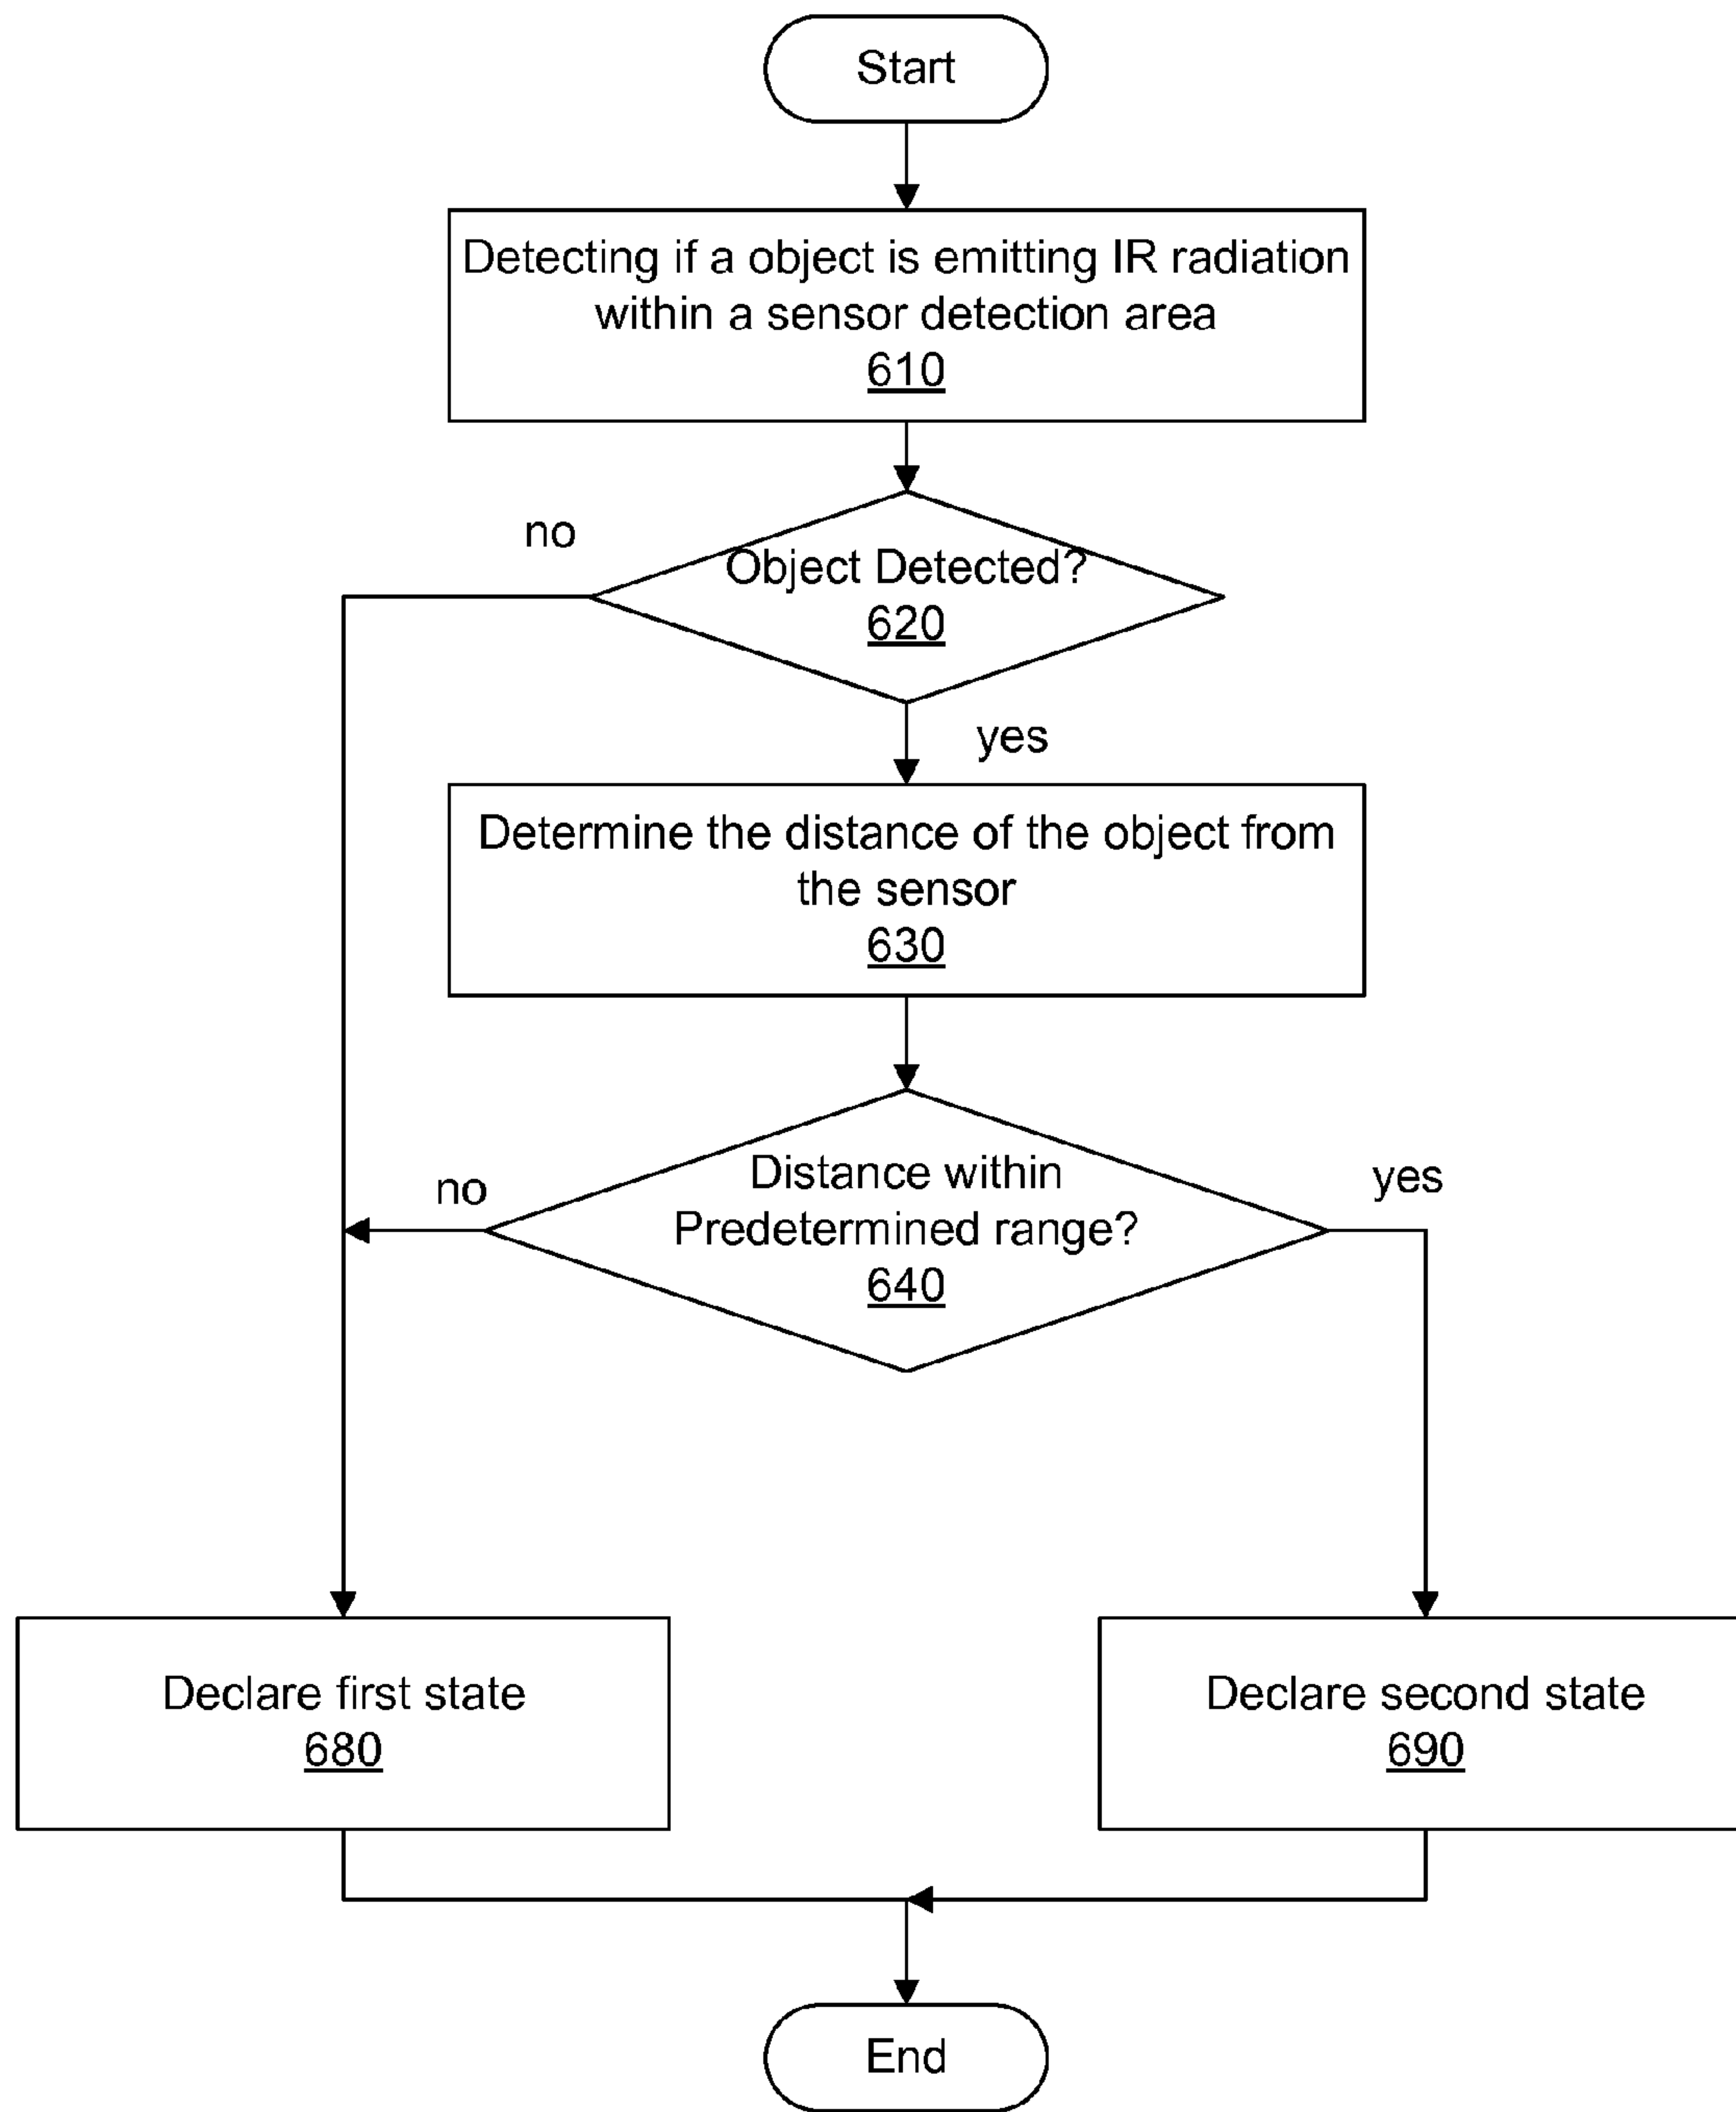 Start
Detecting if a object is emitting IR radiation
within a sensor detection area
610
no
Object Detected?
620
yes
Determine the distance of the object from
the sensor
630
no
Distance within
Predetermined range?
640
yes
Declare first state
680
Declare second state
690
End